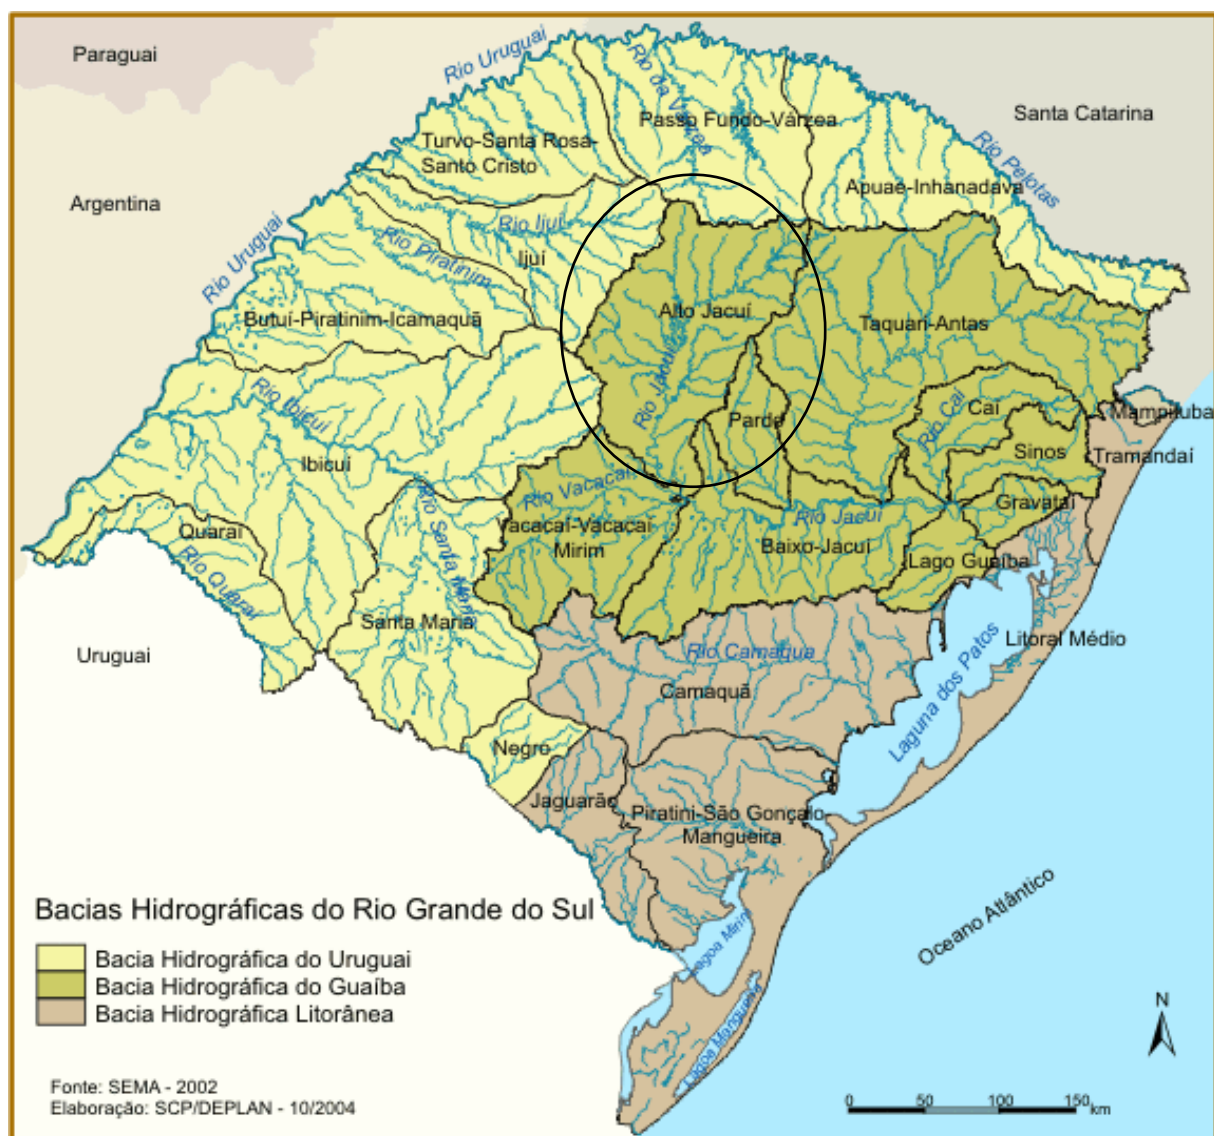 Paraguai
Rio Uruguai
Rio da Várzea
Passo Fundo-Várzea
Santa Catarina
Turvo-Santa Rosa-
Santo Cristo
Rio Pelotas
Apuaê-Inhandava
Argentina
Rio Uruguai
Rio Piratinim
Rio Ijuí
Ijuí
Butuí-Piratinim-Icamaquã
Alto Jacuí
Rio Jacuí
Taquari-Antas
Rio Ibicuí
Ibicuí
Pardo
Rio Caí
Caí
Mampituba
Sinos
Tramandaí
Rio Vacacaí
Vacacaí-Vacacaí
Mirim
Rio Santa Maria
Gravataí
Rio Jacuí
Baixo-Jacuí
Quaraí
Rio Quaraí
Lago Guaíba
Santa Maria
Uruguai
Rio Camaqua
Camaquã
Litoral Médio
Laguna dos Patos
Negro
Jaguarão
Piratini-São Gonçalo-
Mangueira
Oceano Atlântico
Lagoa Mirim
Lagoa Mangueira
Bacias Hidrográficas do Rio Grande do Sul
Bacia Hidrográfica do Uruguai
Bacia Hidrográfica do Guaíba
Bacia Hidrográfica Litorânea
N
Fonte: SEMA - 2002
Elaboração: SCP/DEPLAN - 10/2004
0 50 100 150 km